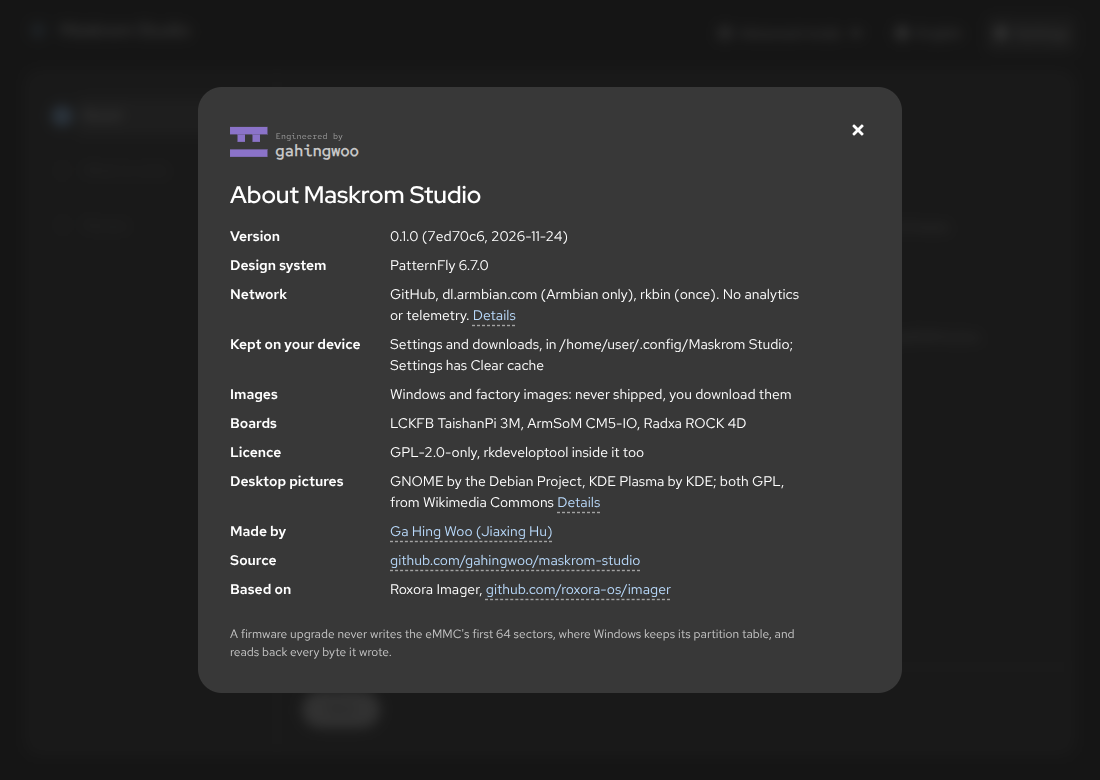 Engineered by
gahingwoo
About Maskrom Studio
Version 0.1.0 (7ed70c6, 2026-11-24)
Design system PatternFly 6.7.0
Network GitHub, dl.armbian.com (Armbian only), rkbin (once). No analytics
or telemetry. Details
Kept on your device Settings and downloads, in /home/user/.config/Maskrom Studio;
Settings has Clear cache
Images Windows and factory images: never shipped, you download them
Boards LCKFB TaishanPi 3M, ArmSoM CM5-IO, Radxa ROCK 4D
Licence GPL-2.0-only, rkdeveloptool inside it too
Desktop pictures GNOME by the Debian Project, KDE Plasma by KDE; both GPL,
from Wikimedia Commons Details
Made by Ga Hing Woo (Jiaxing Hu)
Source github.com/gahingwoo/maskrom-studio
Based on Roxora Imager, github.com/roxora-os/imager
A firmware upgrade never writes the eMMC's first 64 sectors, where Windows keeps its partition table, and
reads back every byte it wrote.